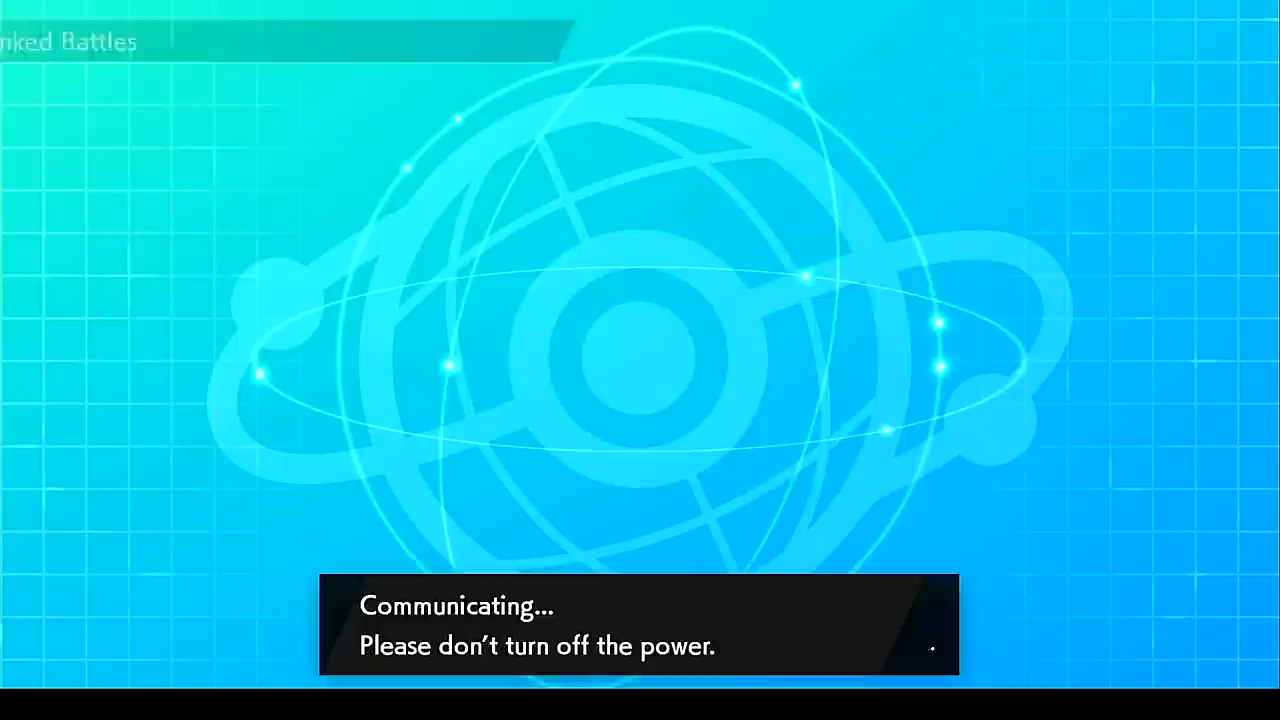 nked Battles
Communicating...
Please don't turn off the power.